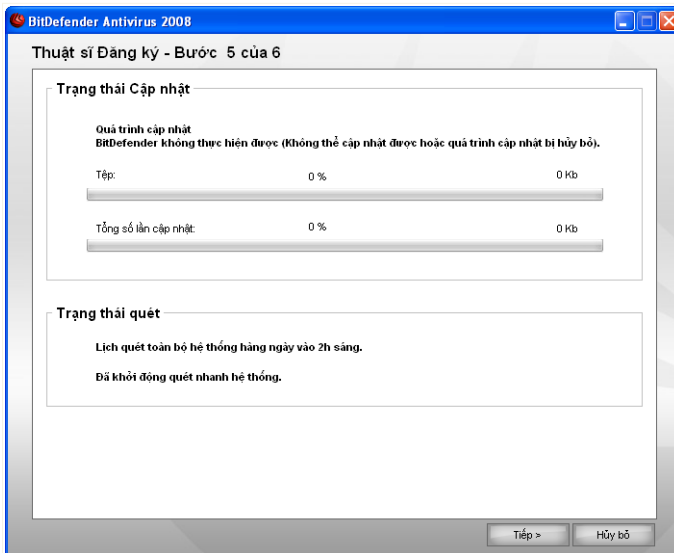 BitDefender Antivirus 2008
Thuật sĩ Đăng ký - Bước 5 của 6
Trạng thái Cập nhật
Quá trình cập nhật
BitDefender không thực hiện được (Không thể cập nhật được hoặc quá trình cập nhật bị hủy bỏ).
Tệp: 0 % 0 Kb
Tổng số lần cập nhật: 0 % 0 Kb
Trạng thái quét
Lịch quét toàn bộ hệ thống hàng ngày vào 2h sáng.
Đã khởi động quét nhanh hệ thống.
Tiếp > Hủy bỏ